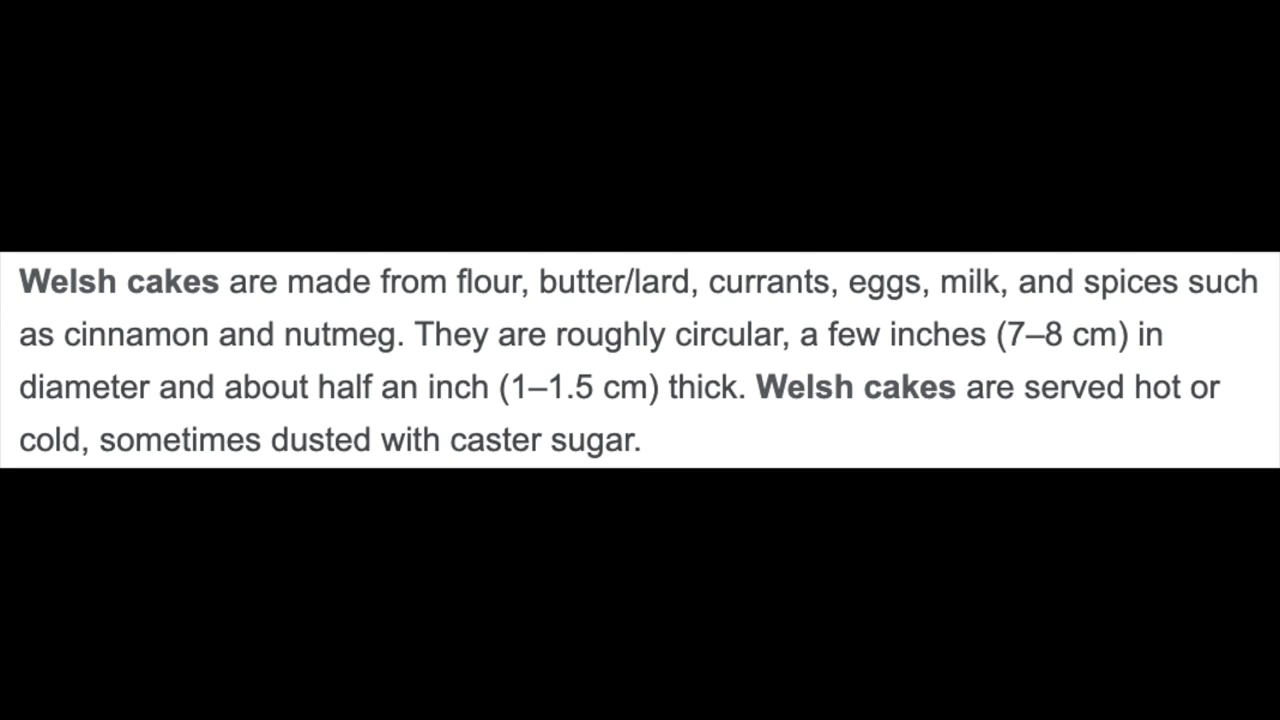 Welsh cakes are made from flour, butter/lard, currants, eggs, milk, and spices such
as cinnamon and nutmeg. They are roughly circular, a few inches (7–8 cm) in
diameter and about half an inch (1–1.5 cm) thick. Welsh cakes are served hot or
cold, sometimes dusted with caster sugar.